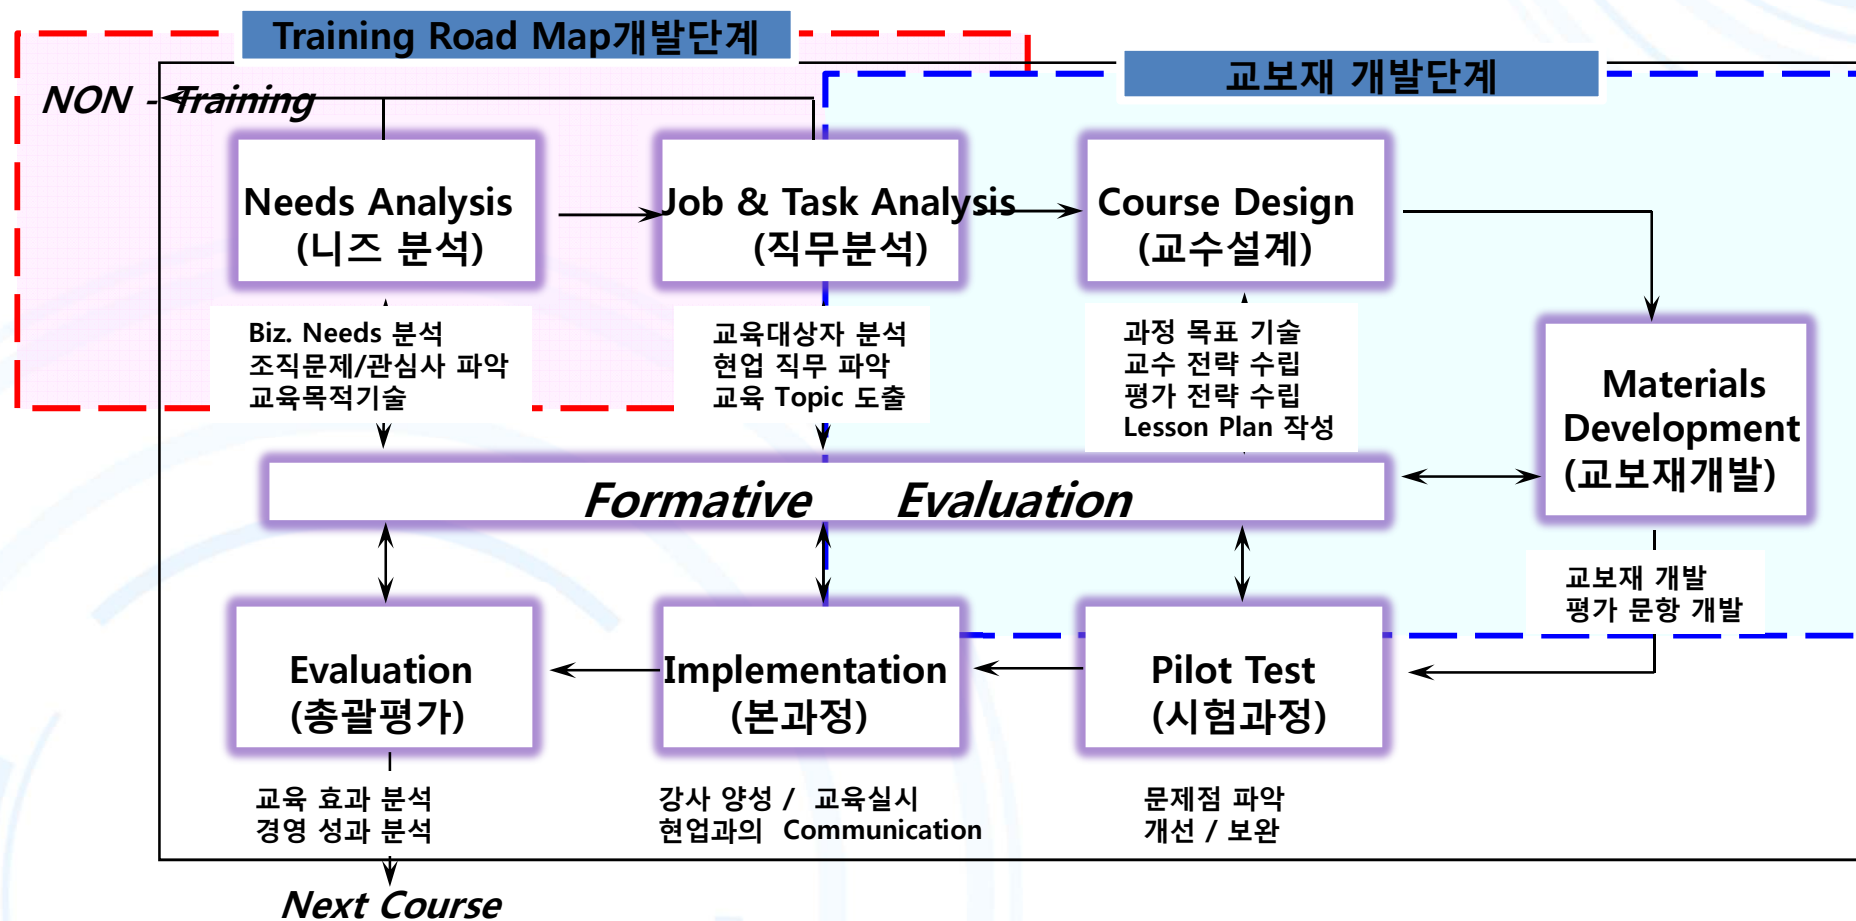 Training Road Map개발단계
교보재 개발단계
NON - Training
Needs Analysis
(니즈 분석)
Job & Task Analysis
(직무분석)
Course Design
(교수설계)
Biz. Needs 분석
조직문제/관심사 파악
교육목적기술
교육대상자 분석
현업 직무 파악
교육 Topic 도출
과정 목표 기술
교수 전략 수립
평가 전략 수립
Lesson Plan 작성
Materials
Development
(교보재개발)
Formative Evaluation
교보재 개발
평가 문항 개발
Evaluation
(총괄평가)
Implementation
(본과정)
Pilot Test
(시험과정)
교육 효과 분석
경영 성과 분석
강사 양성 / 교육실시
현업과의 Communication
문제점 파악
개선 / 보완
Next Course